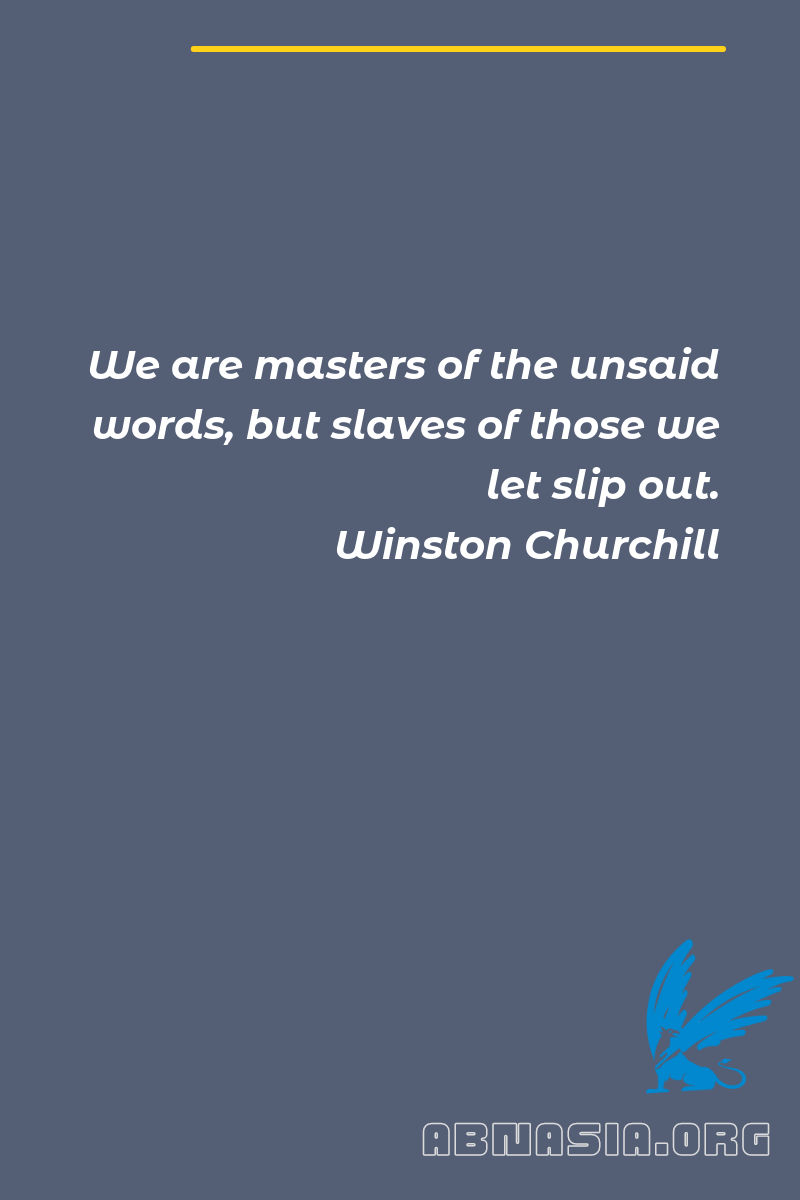 We are masters of the unsaid
words, but slaves of those we
let slip out.
Winston Churchill
ABNASIA.ORG